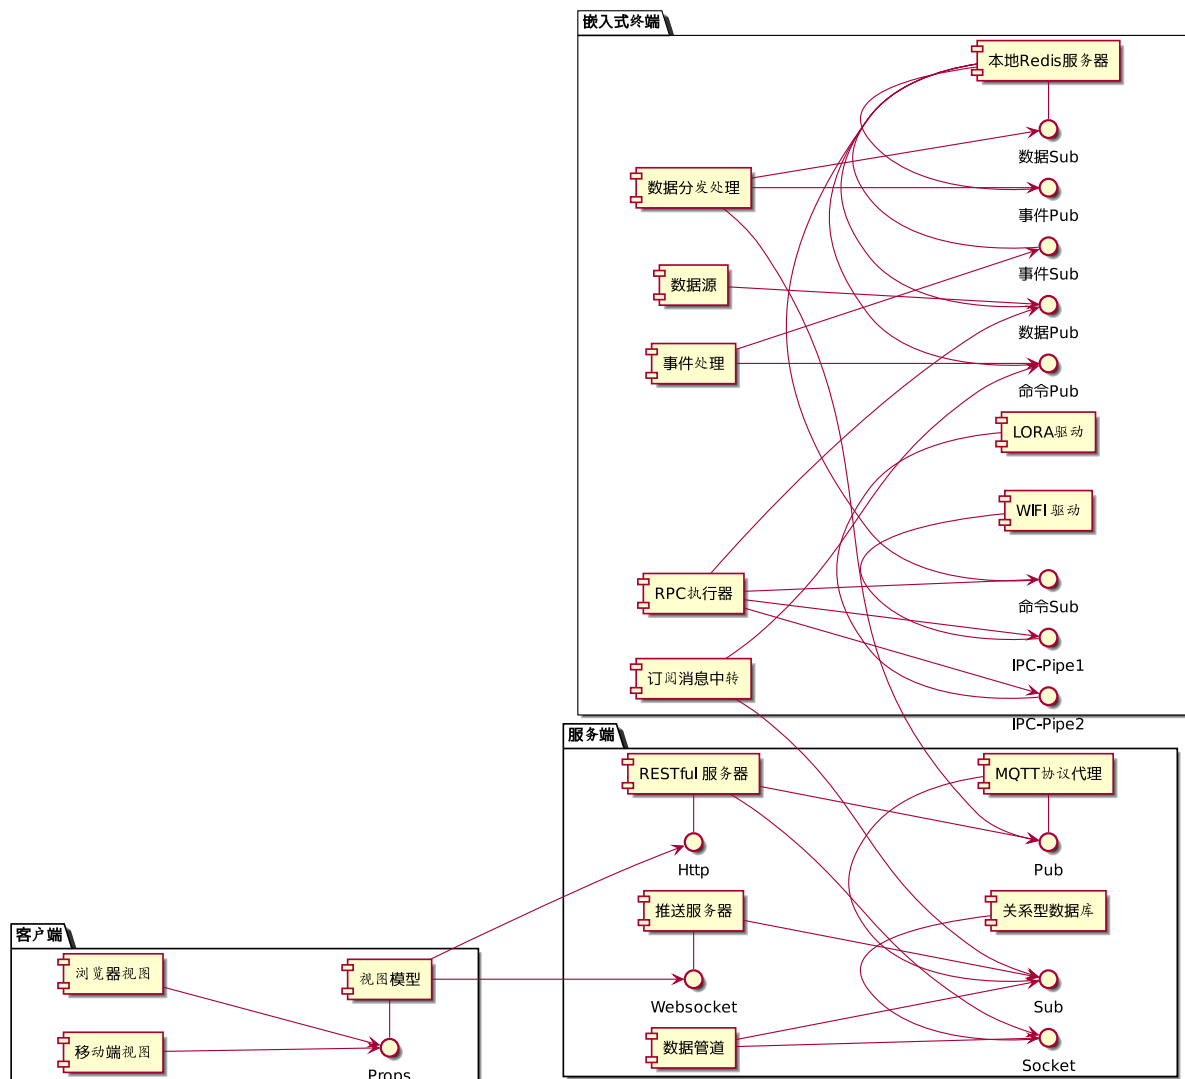 嵌入式终端
本地Redis服务器
数据Sub
数据分发处理
事件Pub
事件Sub
数据源
数据Pub
事件处理
命令Pub
LORA驱动
WIFI 驱动
RPC执行器
命令Sub
IPC-Pipe1
订阅消息中转
IPC-Pipe2
服务端
RESTful 服务器
MQTT协议代理
Http
Pub
推送服务器
关系型数据库
Websocket
Sub
数据管道
Socket
客户端
浏览器视图
视图模型
移动端视图
Props